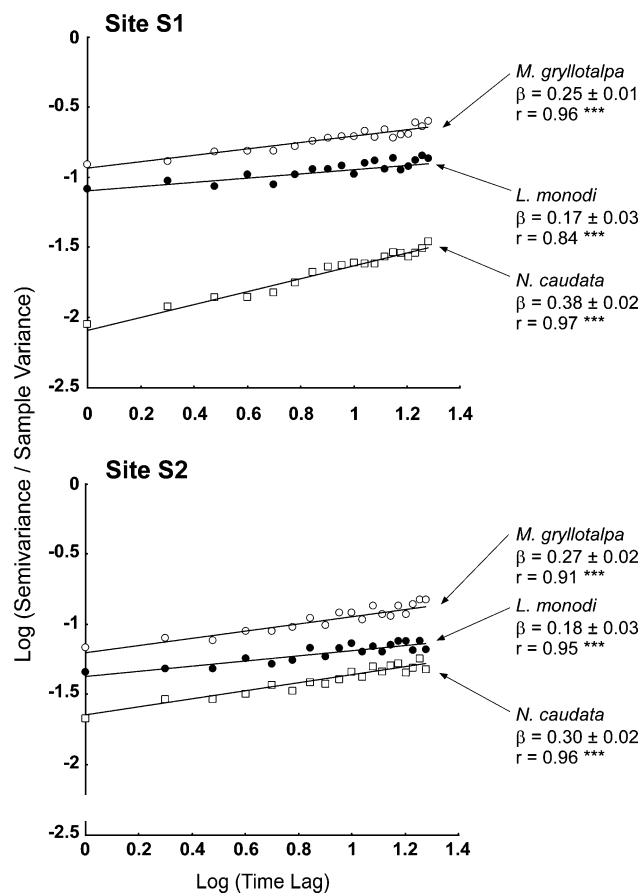 Site S1
0
-0.5
-1
-1.5
-2
-2.5
0 0.2 0.4 0.6 0.8 1 1.2 1.4
M. gryllotalpa
β = 0.25 ± 0.01
r = 0.96 ***
L. monodi
β = 0.17 ± 0.03
r = 0.84 ***
N. caudata
β = 0.38 ± 0.02
r = 0.97 ***
Log (Semivariance / Sample Variance)
Site S2
0
-0.5
-1
-1.5
-2
-2.5
0 0.2 0.4 0.6 0.8 1 1.2 1.4
M. gryllotalpa
β = 0.27 ± 0.02
r = 0.91 ***
L. monodi
β = 0.18 ± 0.03
r = 0.95 ***
N. caudata
β = 0.30 ± 0.02
r = 0.96 ***
Log (Time Lag)